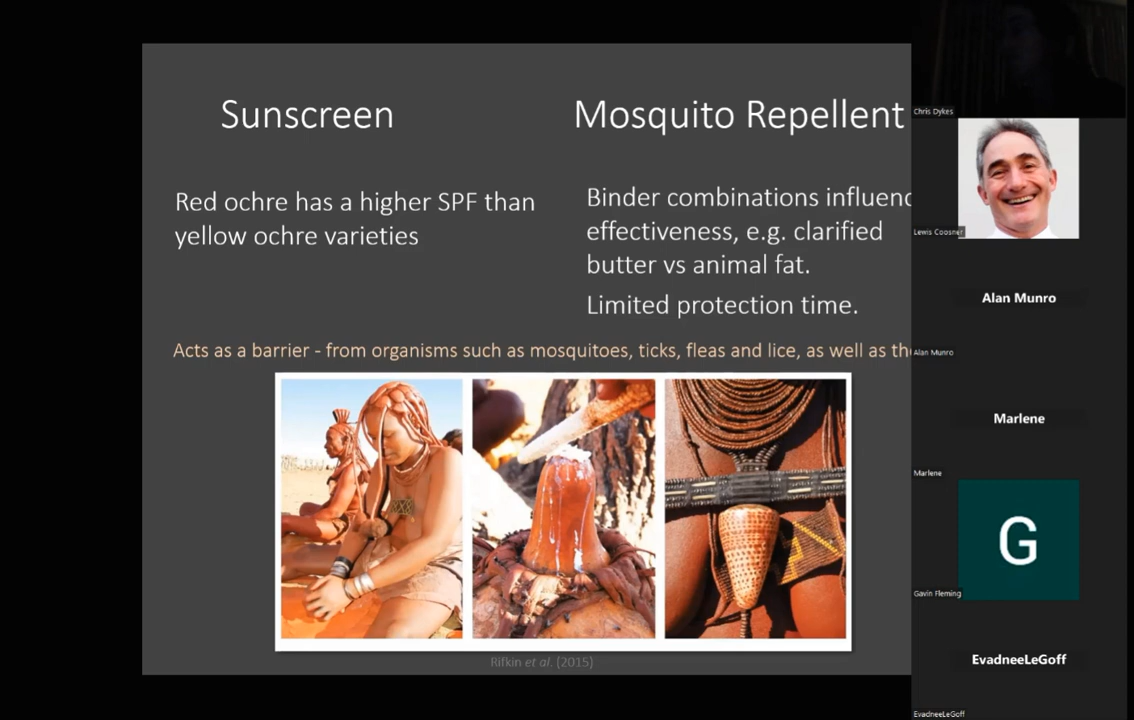 Sunscreen
Mosquito Repellent
Red ochre has a higher SPF than
yellow ochre varieties
Binder combinations
effectiveness, e.g. clarified
butter vs animal fat.
Limited protection time.
Acts as a barrier - from organisms such as mosquitoes, ticks, fleas and lice, as well as
Rifkin et al. (2015)
Chris Dykes
Lewis Coosner
Alan Munro
Alan Munro
Marlene
Marlene
G
Gavin Fleming
EvadneeLeGoff
EvadneeLeGoff